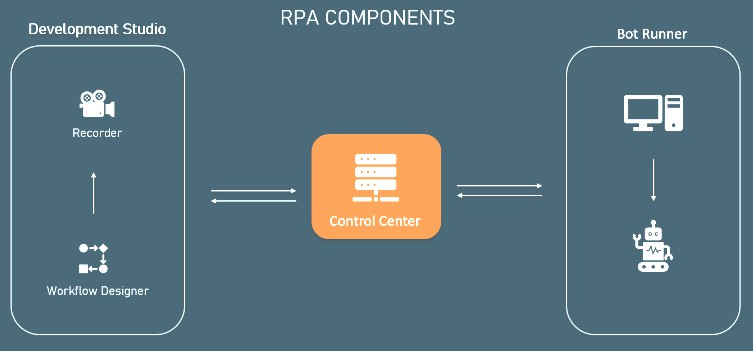 RPA COMPONENTS
Development Studio
Bot Runner
Recorder
Control Center
Workflow Designer